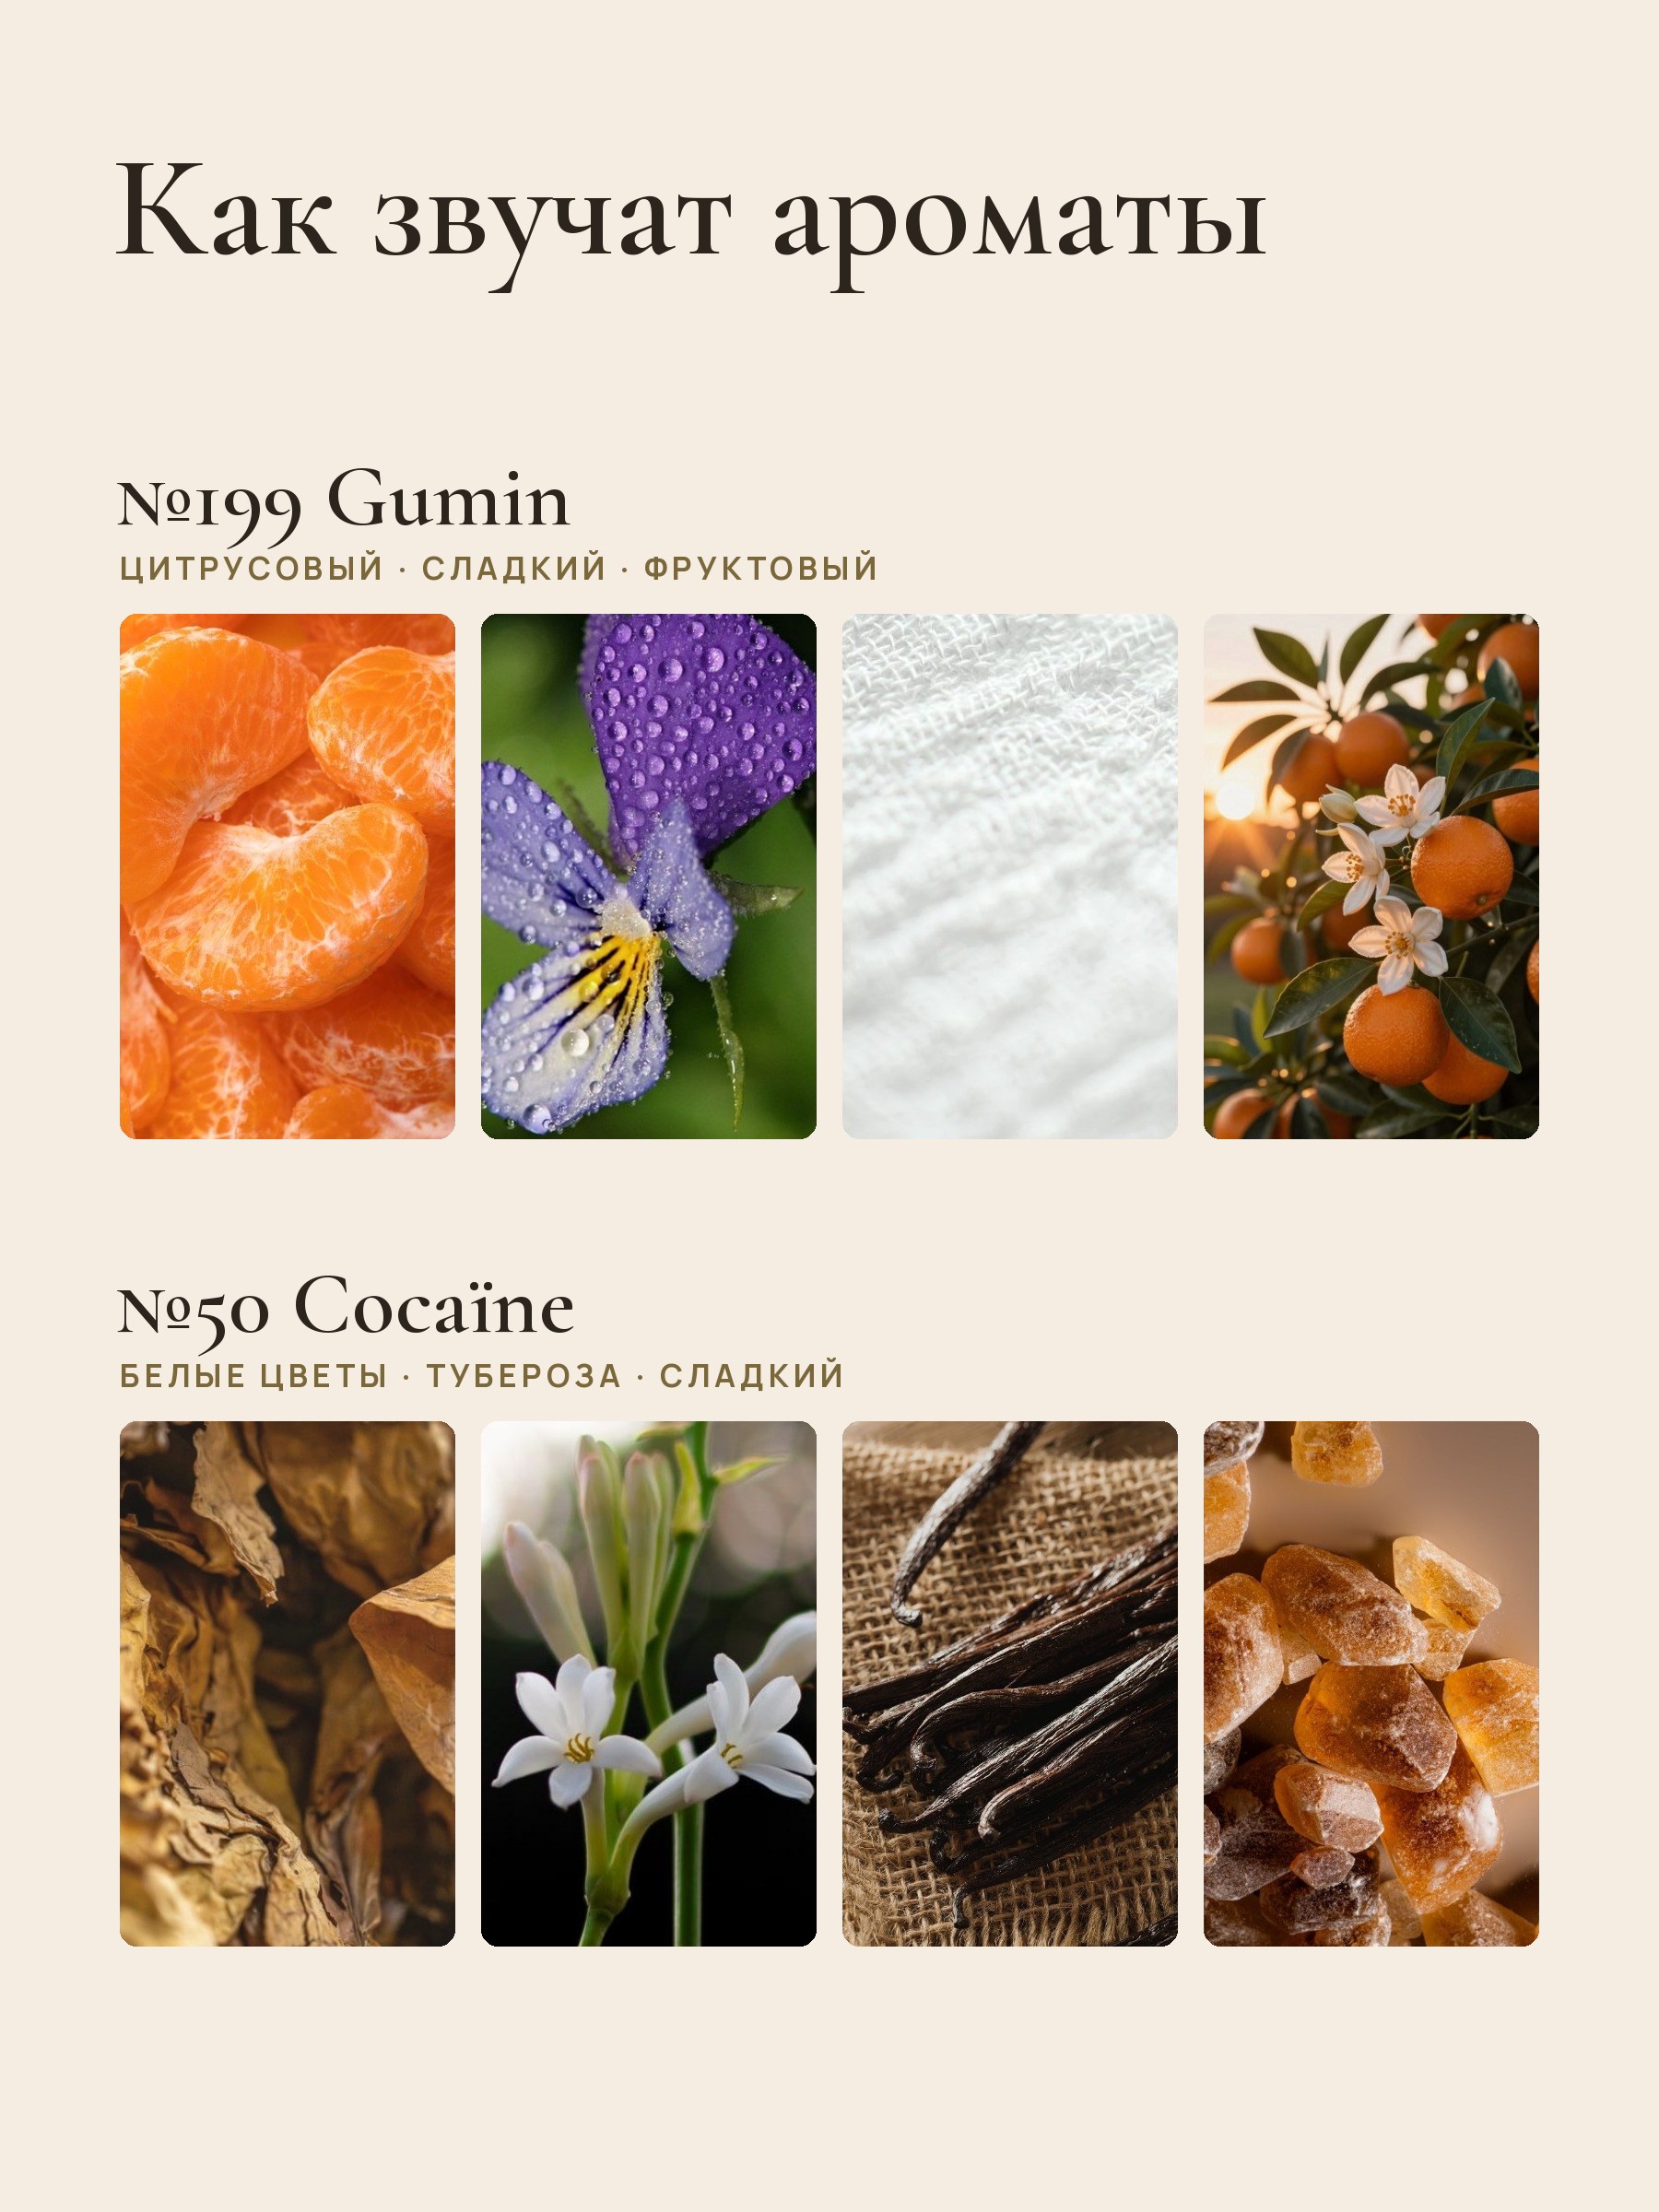 Как звучат ароматы
№199 Gumin
ЦИТРУСОВЫЙ · СЛАДКИЙ · ФРУКТОВЫЙ
№50 Cocaïne
БЕЛЫЕ ЦВЕТЫ · ТУБЕРОЗА · СЛАДКИЙ